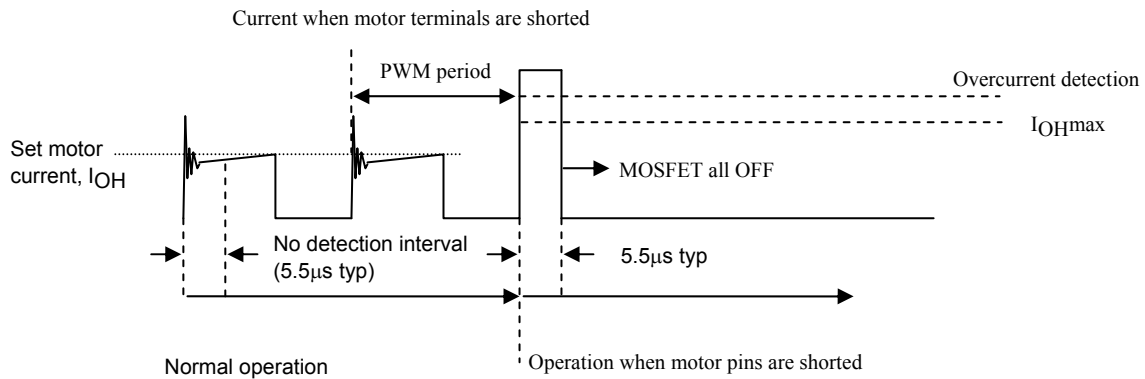 Current when motor terminals are shorted
PWM period
Overcurrent detection
IOHmax
Set motor
current, IOH
MOSFET all OFF
No detection interval
(5.5μs typ)
5.5μs typ
Normal operation
Operation when motor pins are shorted